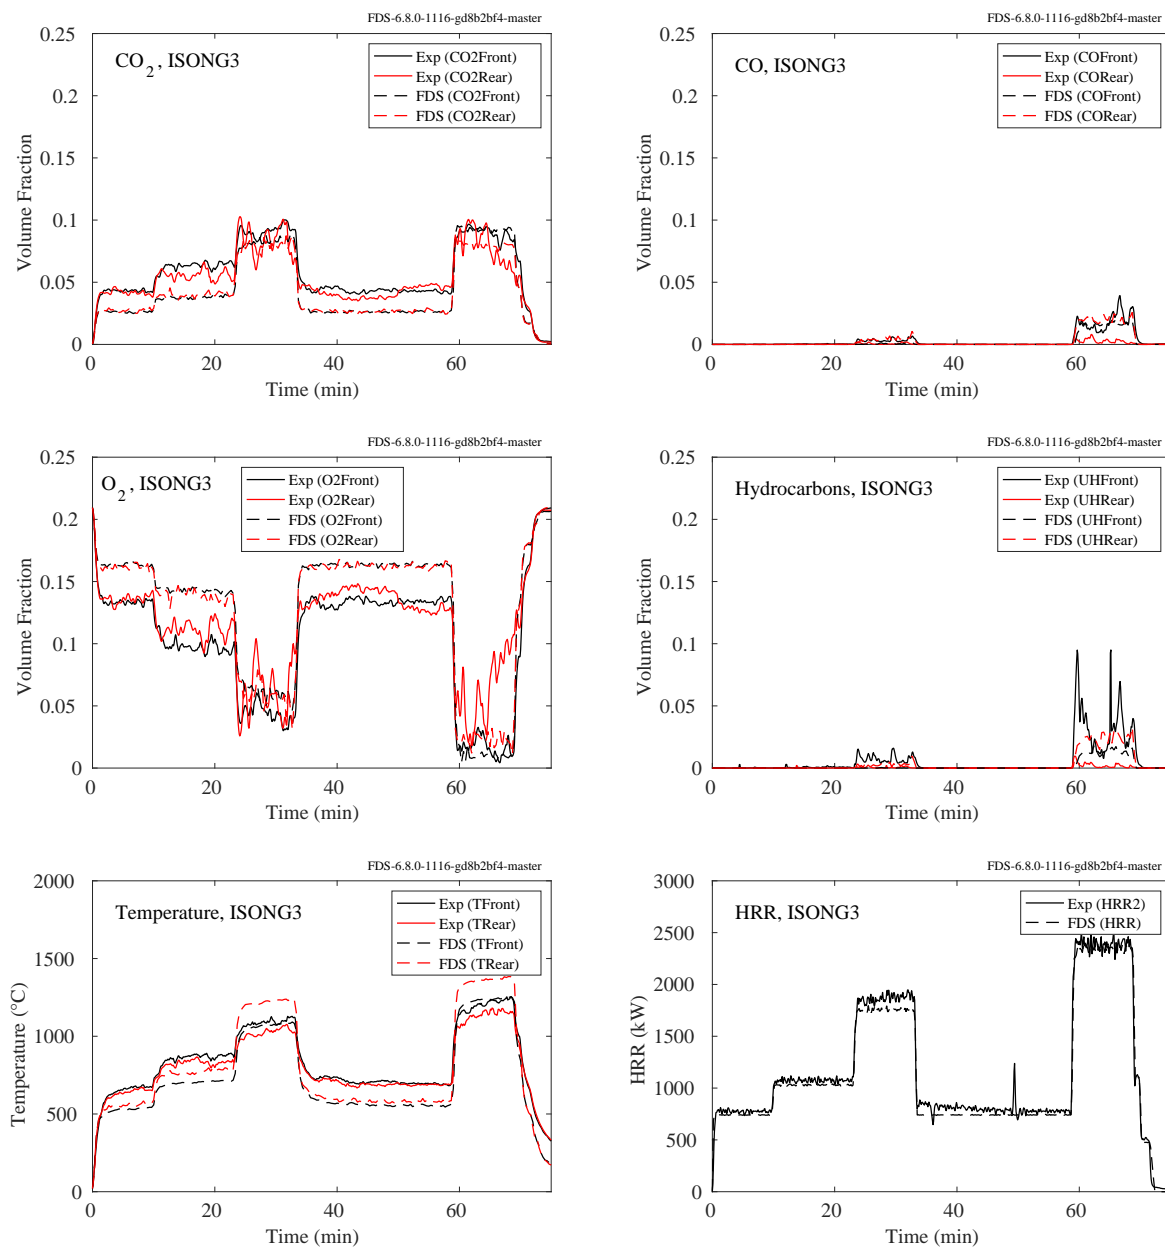 FDS-6.8.0-1116-gd8b2bf4-master
CO2, ISONG3
Exp (CO2Front)
Exp (CO2Rear)
FDS (CO2Front)
FDS (CO2Rear)
Volume Fraction
0.25
0.2
0.15
0.1
0.05
0
0 20 40 60
Time (min)
FDS-6.8.0-1116-gd8b2bf4-master
CO, ISONG3
Exp (COFront)
Exp (CORear)
FDS (COFront)
FDS (CORear)
Volume Fraction
0.25
0.2
0.15
0.1
0.05
0
0 20 40 60
Time (min)
FDS-6.8.0-1116-gd8b2bf4-master
O2, ISONG3
Exp (O2Front)
Exp (O2Rear)
FDS (O2Front)
FDS (O2Rear)
Volume Fraction
0.25
0.2
0.15
0.1
0.05
0
0 20 40 60
Time (min)
FDS-6.8.0-1116-gd8b2bf4-master
Hydrocarbons, ISONG3
Exp (UHFront)
Exp (UHRear)
FDS (UHFront)
FDS (UHRear)
Volume Fraction
0.25
0.2
0.15
0.1
0.05
0
0 20 40 60
Time (min)
FDS-6.8.0-1116-gd8b2bf4-master
Temperature, ISONG3
Exp (TFront)
Exp (TRear)
FDS (TFront)
FDS (TRear)
Temperature (°C)
2000
1500
1000
500
0
0 20 40 60
Time (min)
FDS-6.8.0-1116-gd8b2bf4-master
HRR, ISONG3
Exp (HRR2)
FDS (HRR)
HRR (kW)
3000
2500
2000
1500
1000
500
0
0 20 40 60
Time (min)